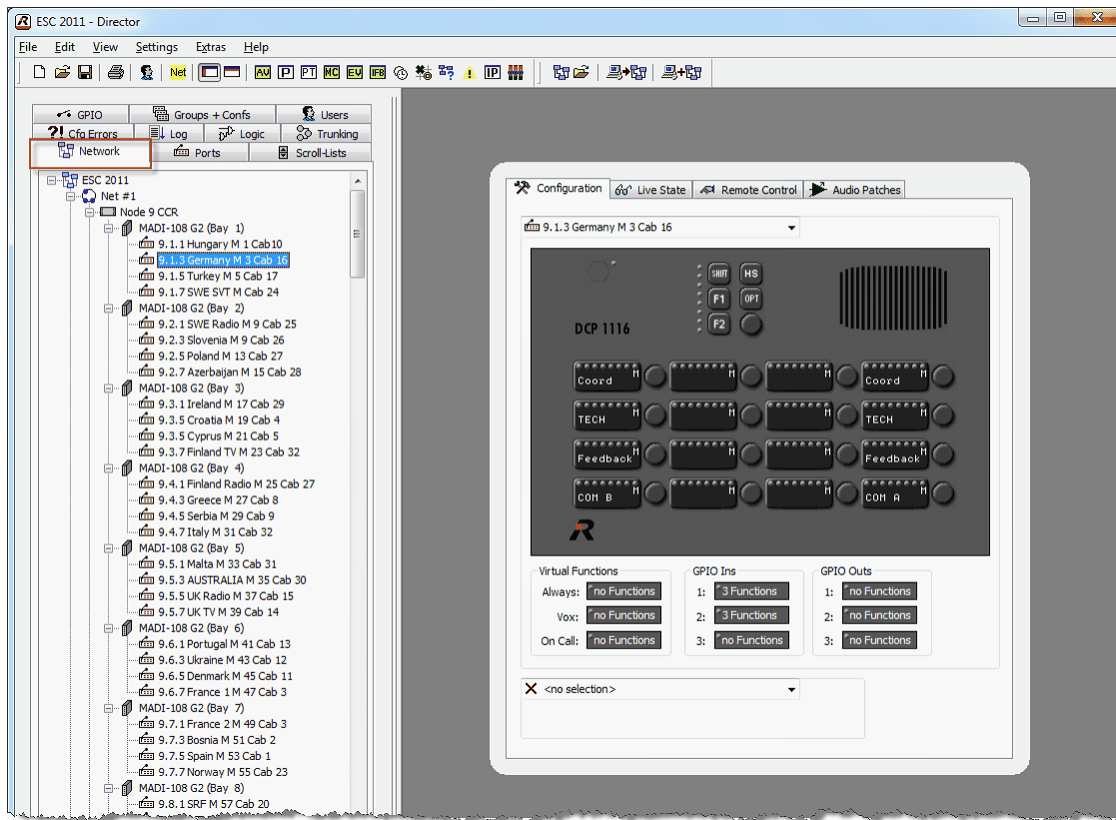 ESC 2011 - Director
File Edit View Settings Extras Help
Net AV P PT MC EV IFB IP
GPIO Groups + Confs Users
?! Cfg Errors Log Logic Trunking
Network Ports Scroll-Lists
ESC 2011
Net #1
Node 9 CCR
MADI-108 G2 (Bay 1)
9.1.1 Hungary M 1 Cab10
9.1.3 Germany M 3 Cab 16
9.1.5 Turkey M 5 Cab 17
9.1.7 SWE SVT M Cab 24
MADI-108 G2 (Bay 2)
9.2.1 SWE Radio M 9 Cab 25
9.2.3 Slovenia M 9 Cab 26
9.2.5 Poland M 13 Cab 27
9.2.7 Azerbaijan M 15 Cab 28
MADI-108 G2 (Bay 3)
9.3.1 Ireland M 17 Cab 29
9.3.5 Croatia M 19 Cab 4
9.3.5 Cyprus M 21 Cab 5
9.3.7 Finland TV M 23 Cab 32
MADI-108 G2 (Bay 4)
9.4.1 Finland Radio M 25 Cab 27
9.4.3 Greece M 27 Cab 8
9.4.5 Serbia M 29 Cab 9
9.4.7 Italy M 31 Cab 32
MADI-108 G2 (Bay 5)
9.5.1 Malta M 33 Cab 31
9.5.3 AUSTRALIA M 35 Cab 30
9.5.5 UK Radio M 37 Cab 15
9.5.7 UK TV M 39 Cab 14
MADI-108 G2 (Bay 6)
9.6.1 Portugal M 41 Cab 13
9.6.3 Ukraine M 43 Cab 12
9.6.5 Denmark M 45 Cab 11
9.6.7 France 1 M 47 Cab 3
MADI-108 G2 (Bay 7)
9.7.1 France 2 M 49 Cab 3
9.7.3 Bosnia M 51 Cab 2
9.7.5 Spain M 53 Cab 1
9.7.7 Norway M 55 Cab 23
MADI-108 G2 (Bay 8)
9.8.1 SRF M 57 Cab 20
Configuration Live State Remote Control Audio Patches
9.1.3 Germany M 3 Cab 16
SHIFT HS
F1 OPT
DCP 1116 F2
Coord M M M Coord M
TECH M M M TECH M
Feedback M M M Feedback M
COM B M M M COM A M
R
Virtual Functions GPIO Ins GPIO Outs
Always: no Functions 1: 3 Functions 1: no Functions
Vox: no Functions 2: 3 Functions 2: no Functions
On Call: no Functions 3: no Functions 3: no Functions
<no selection>